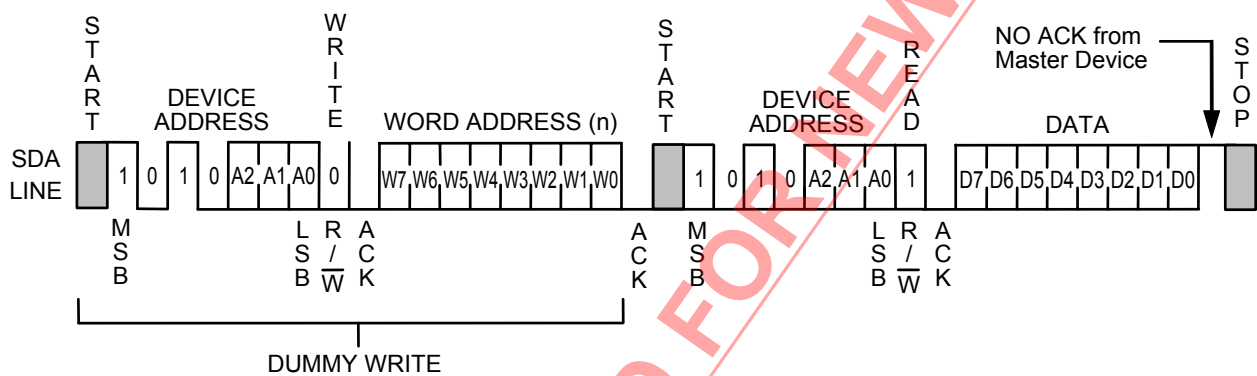 START
WRITE
START
READ
NO ACK from
Master Device
STOP
DEVICE
ADDRESS
WORD ADDRESS (n)
DEVICE
ADDRESS
DATA
SDA
LINE
1 0 1 0 A2 A1 A0 0
W7 W6 W5 W4 W3 W2 W1 W0
1 0 1 0 A2 A1 A0 1
D7 D6 D5 D4 D3 D2 D1 D0
MSB
LSB
R/W̅
ACK
ACK
MSB
LSB
R/W̅
ACK
DUMMY WRITE
FOR NEW